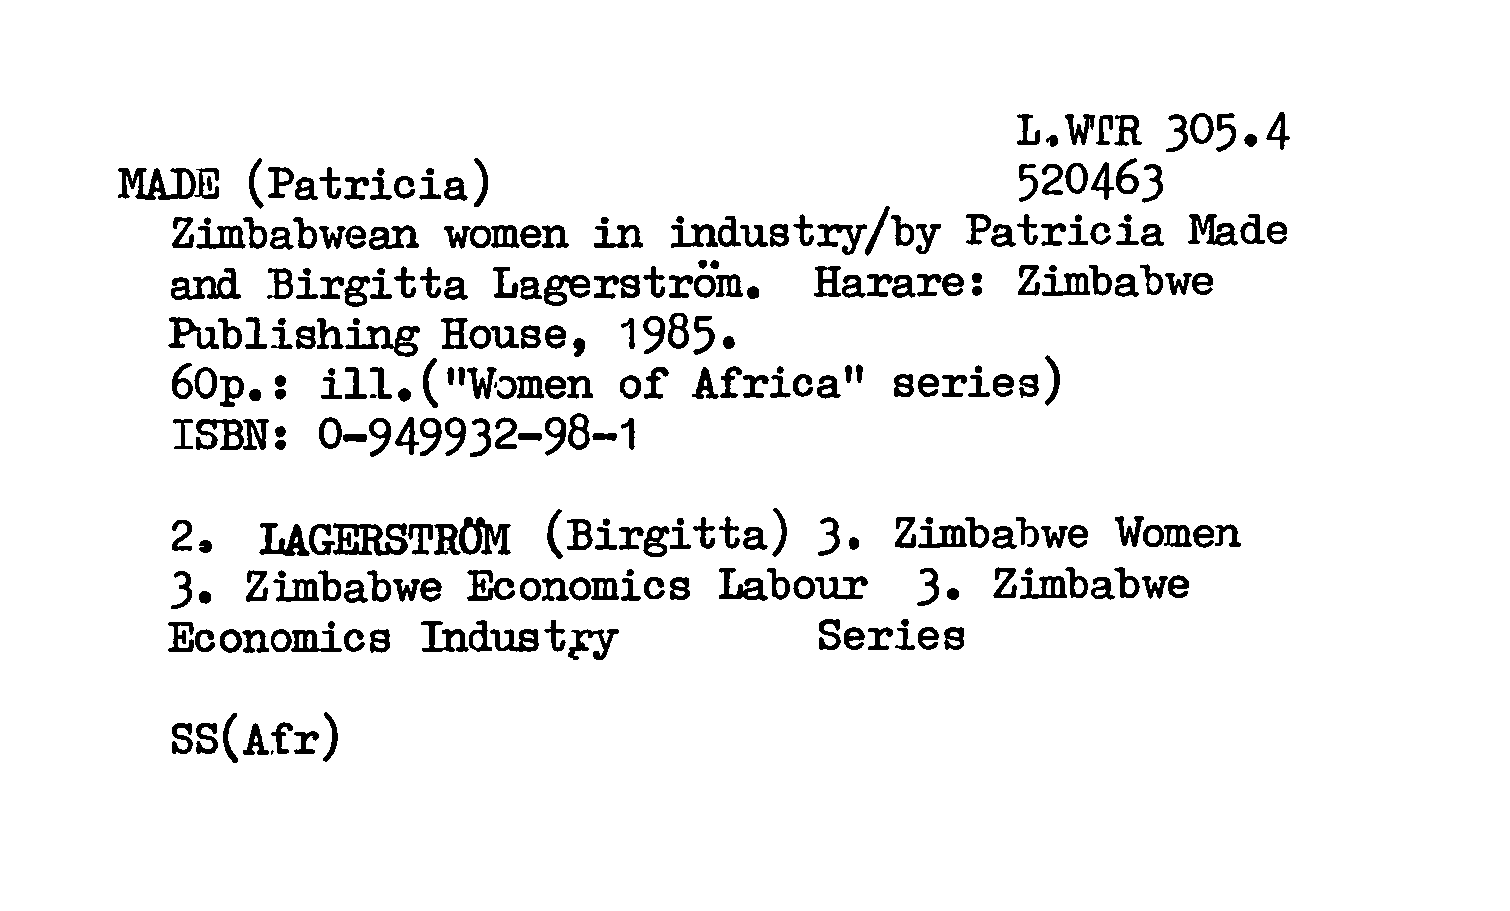 L.WTR 305.4
MADE (Patricia) 520463
Zimbabwean women in industry/by Patricia Made
and Birgitta Lagerström. Harare: Zimbabwe
Publishing House, 1985.
60p.: ill.("Women of Africa" series)
ISBN: 0-949932-98-1
2. LAGERSTRÖM (Birgitta) 3. Zimbabwe Women
3. Zimbabwe Economics Labour 3. Zimbabwe
Economics Industry Series
SS(Afr)